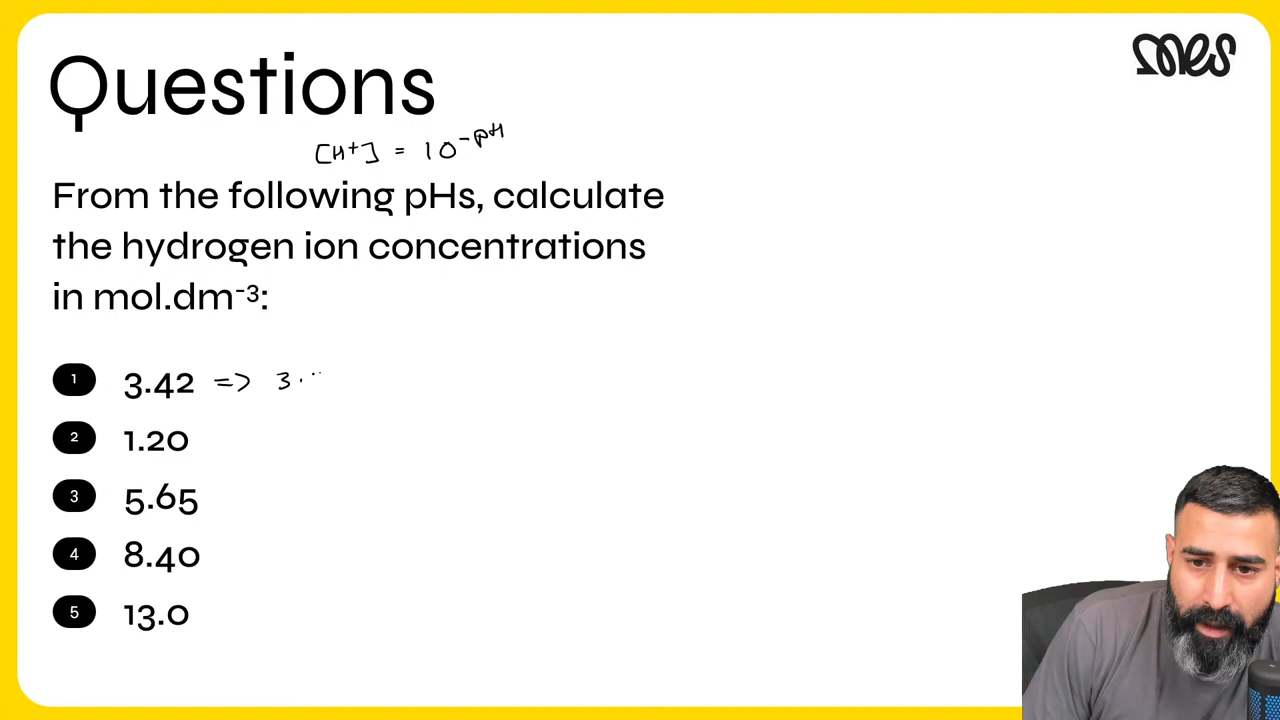 Questions
mes
[H+] = 10^-pH
From the following pHs, calculate
the hydrogen ion concentrations
in mol.dm⁻³:
1 3.42 => 3.
2 1.20
3 5.65
4 8.40
5 13.0